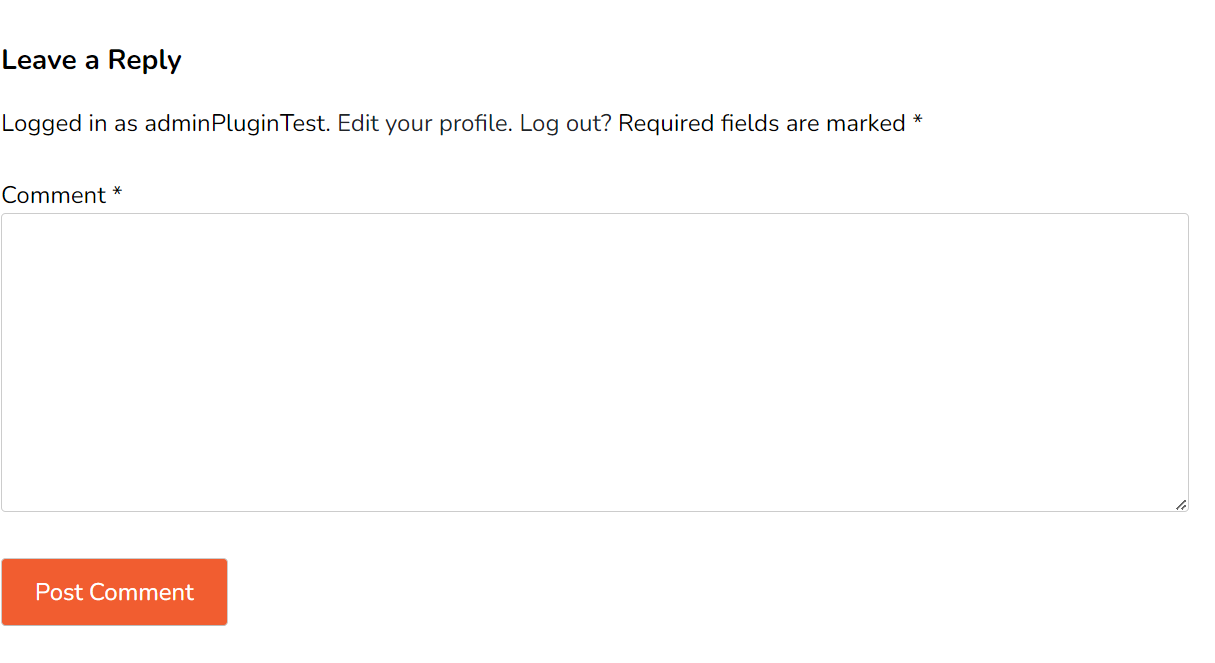 Leave a Reply
Logged in as adminPluginTest. Edit your profile. Log out? Required fields are marked *
Comment *
Post Comment